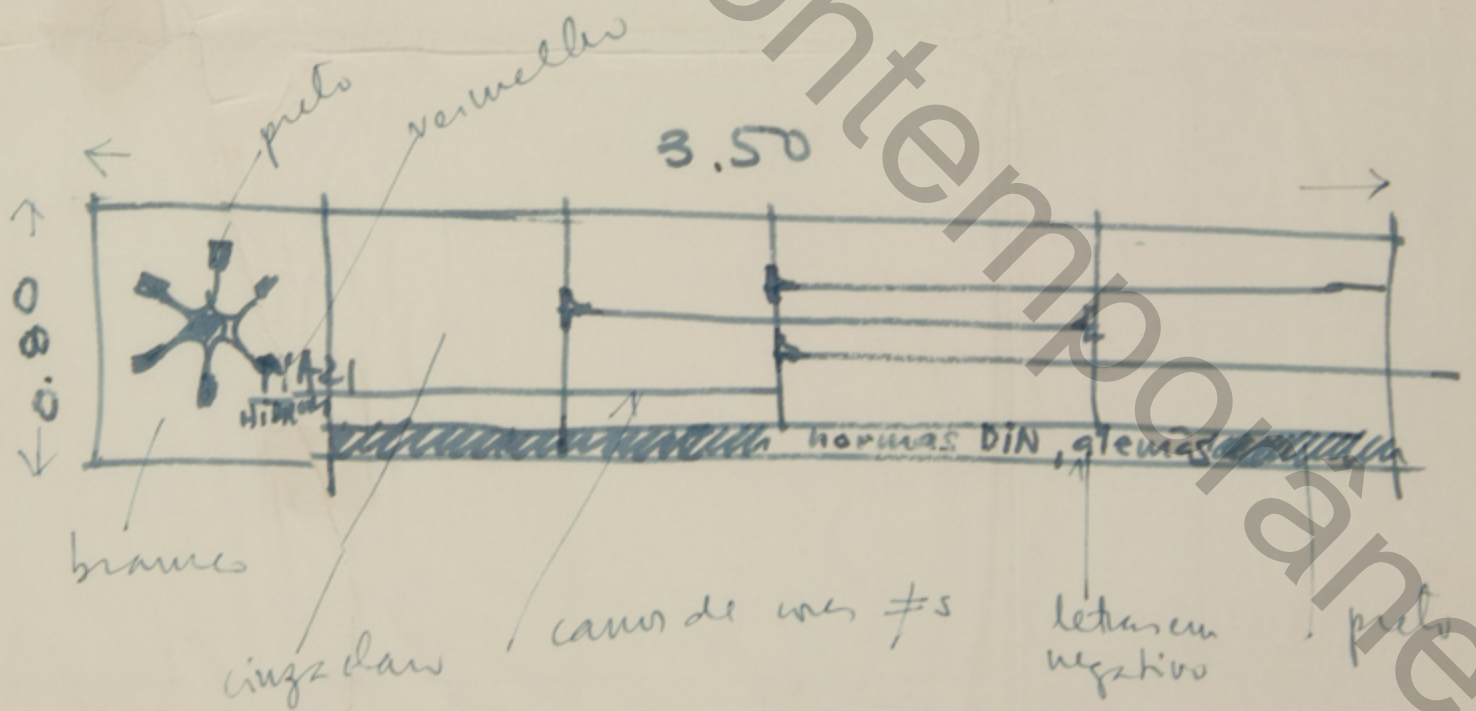 preto
vermelho
3.50
0.80
normas DIN, alemãs
branco
cinza claro
canos de cores ≠s
letras em
negativo
preto
contemporâne